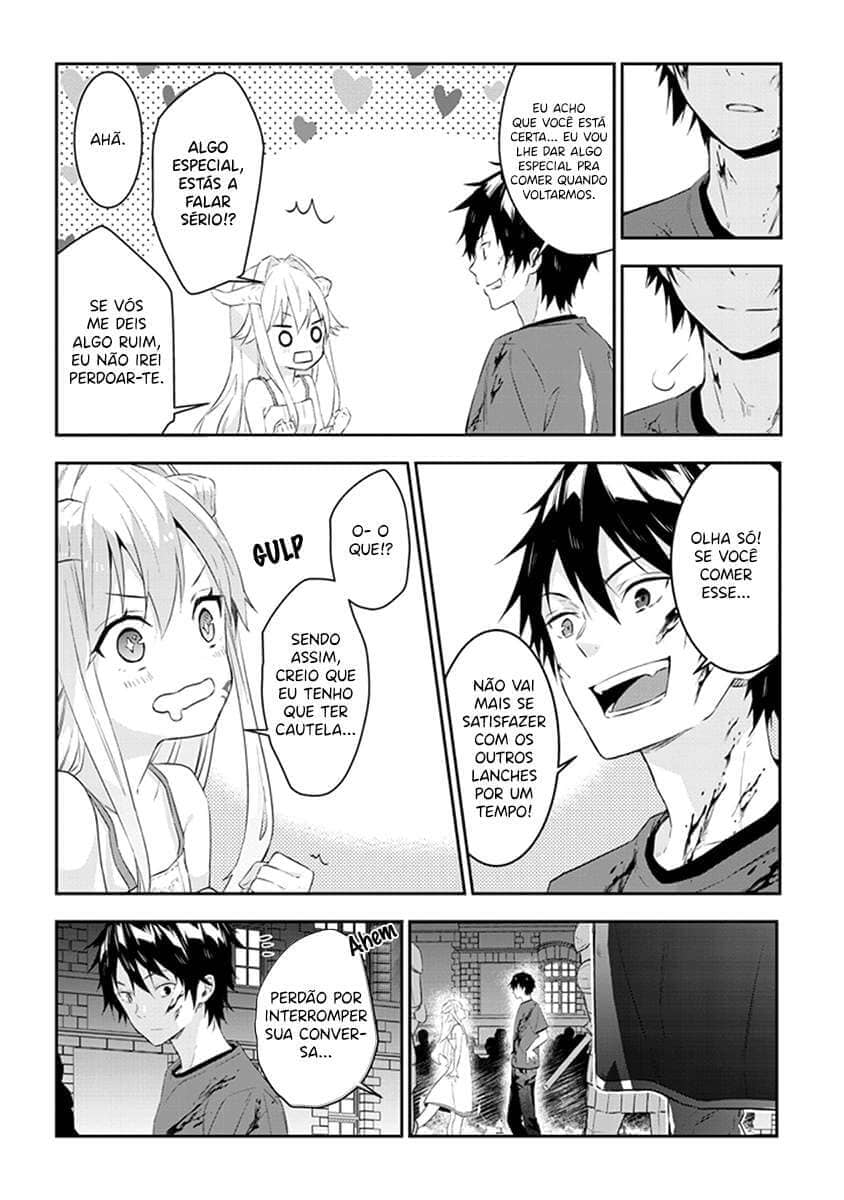 EU ACHO
QUE VOCÊ ESTÁ
CERTA... EU VOU
LHE DAR ALGO
ESPECIAL PRA
COMER QUANDO
VOLTARMOS.
ALGO
ESPECIAL,
ESTÁS A
FALAR
SÉRIO!?
AHÃ.
SE VÓS
ME DEIS
ALGO RUIM,
EU NÃO IREI
PERDOAR-TE.
OLHA SÓ!
SE VOCÊ
COMER
ESSE...
NÃO VAI
MAIS SE
SATISFAZER
COM OS
OUTROS
LANCHES
POR UM
TEMPO!
O- O
QUE!?
GULP
SENDO
ASSIM,
CREIO QUE
EU TENHO
QUE TER
CAUTELA...
Ahem
PERDÃO POR
INTERROMPER
SUA CONVER-
SA...